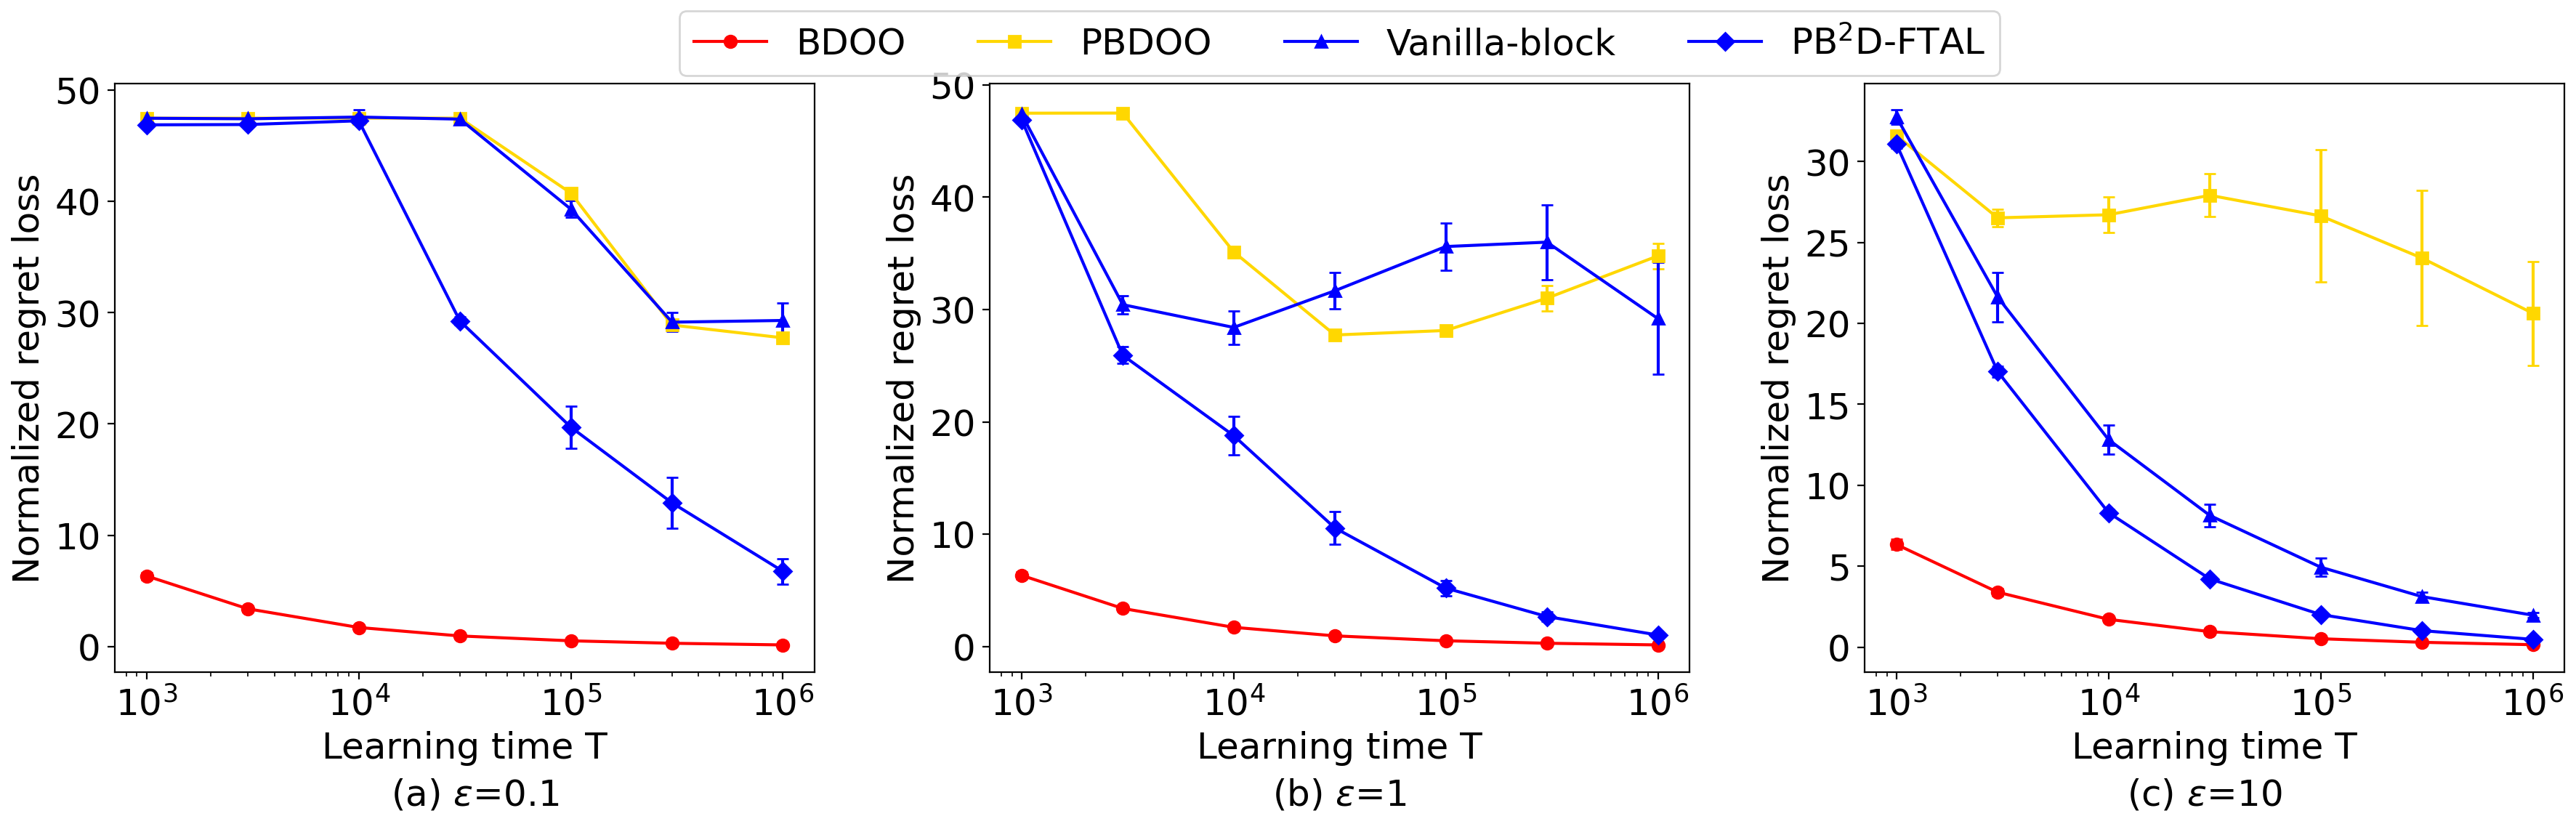 BDOO PBDOO Vanilla-block PB²D-FTAL
Normalized regret loss
50
40
30
20
10
0
10³ 10⁴ 10⁵ 10⁶
Learning time T
(a) ε=0.1
Normalized regret loss
50
40
30
20
10
0
10³ 10⁴ 10⁵ 10⁶
Learning time T
(b) ε=1
Normalized regret loss
30
25
20
15
10
5
0
10³ 10⁴ 10⁵ 10⁶
Learning time T
(c) ε=10